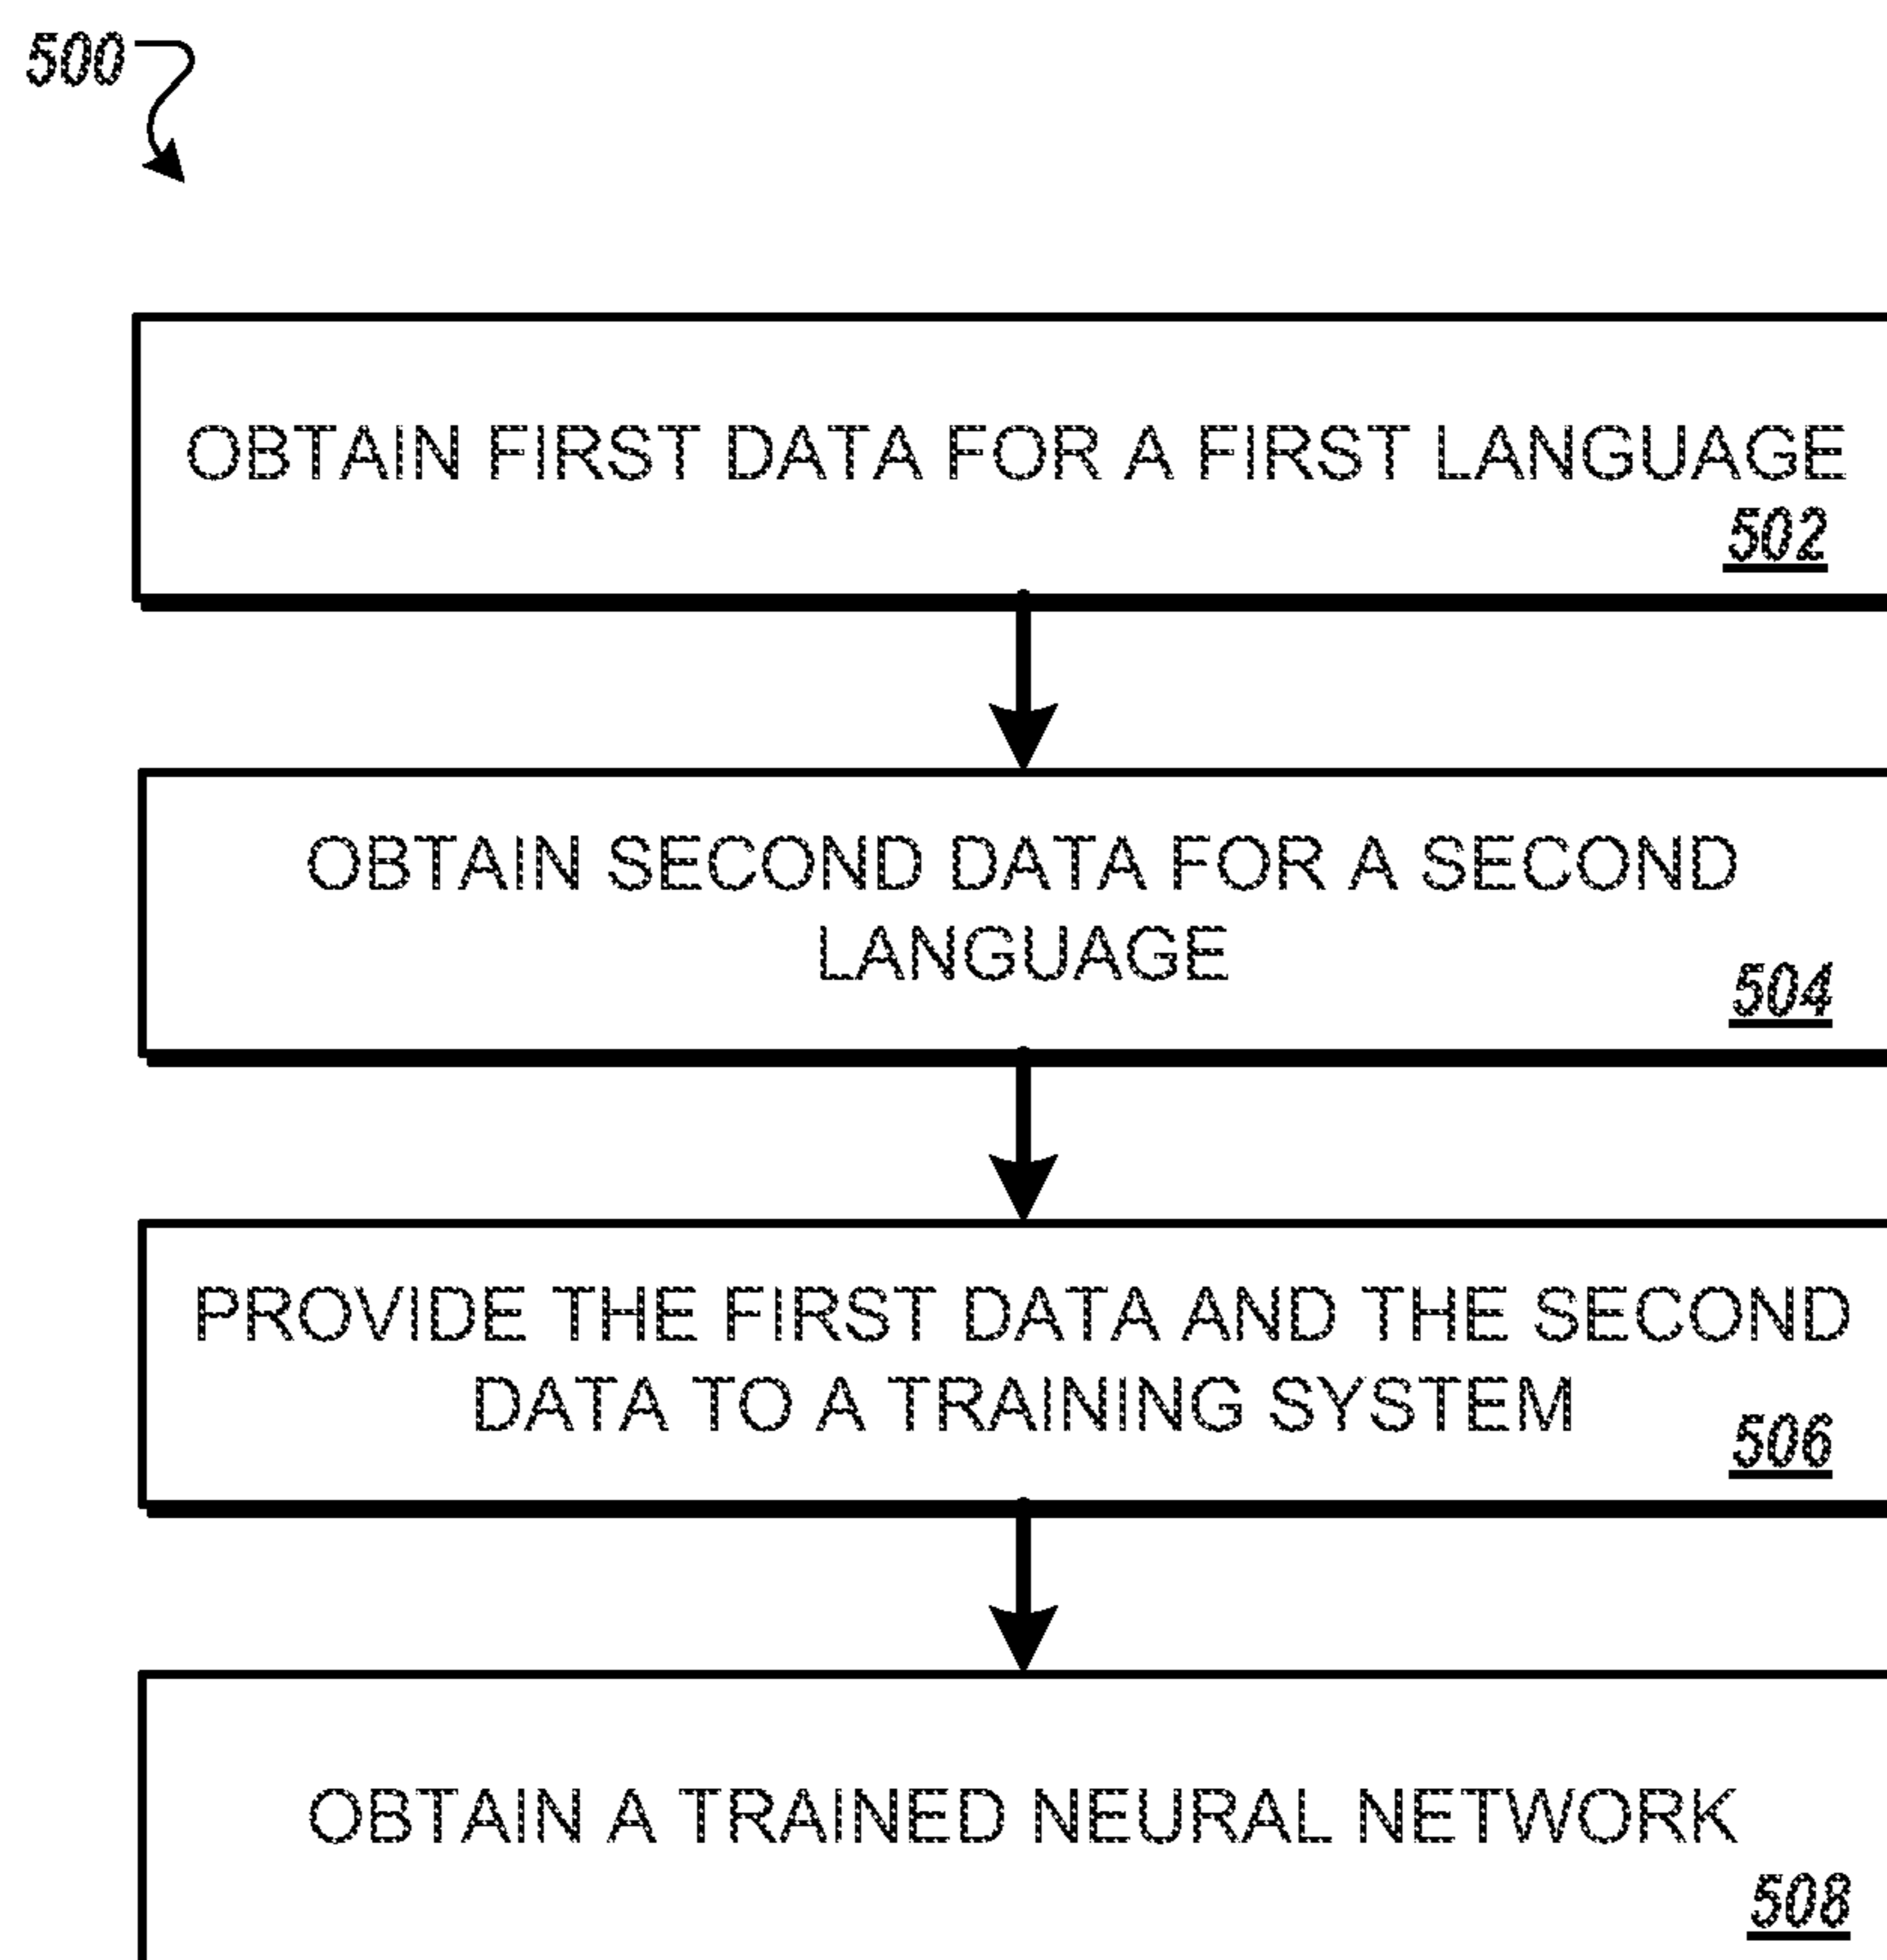 500
OBTAIN FIRST DATA FOR A FIRST LANGUAGE
502
OBTAIN SECOND DATA FOR A SECOND
LANGUAGE
504
PROVIDE THE FIRST DATA AND THE SECOND
DATA TO A TRAINING SYSTEM
506
OBTAIN A TRAINED NEURAL NETWORK
508